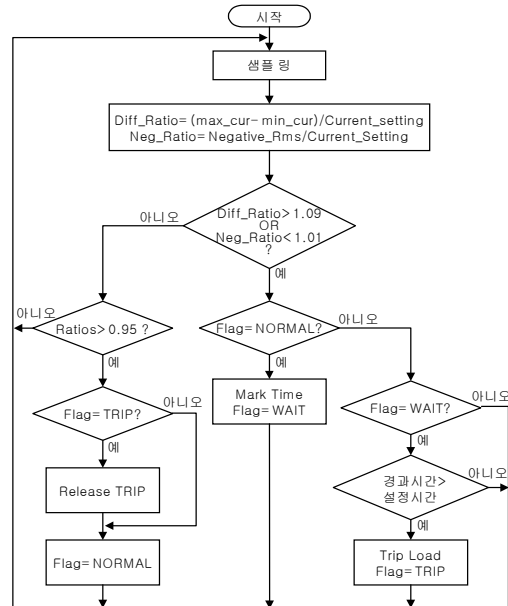 시작
샘플 링
Diff_Ratio= (max_cur- min_cur)/Current_setting
Neg_Ratio= Negative_Rms/Current_Setting
아니오
Diff_Ratio> 1.09
OR
Neg_Ratio< 1.01
?
예
아니오
Ratios> 0.95 ?
예
Flag= NORMAL?
아니오
예
Flag= TRIP?
아니오
예
Mark Time
Flag= WAIT
Flag= WAIT?
아니오
예
Release TRIP
경과시간>
설정시간
아니오
예
Flag= NORMAL
Trip Load
Flag= TRIP